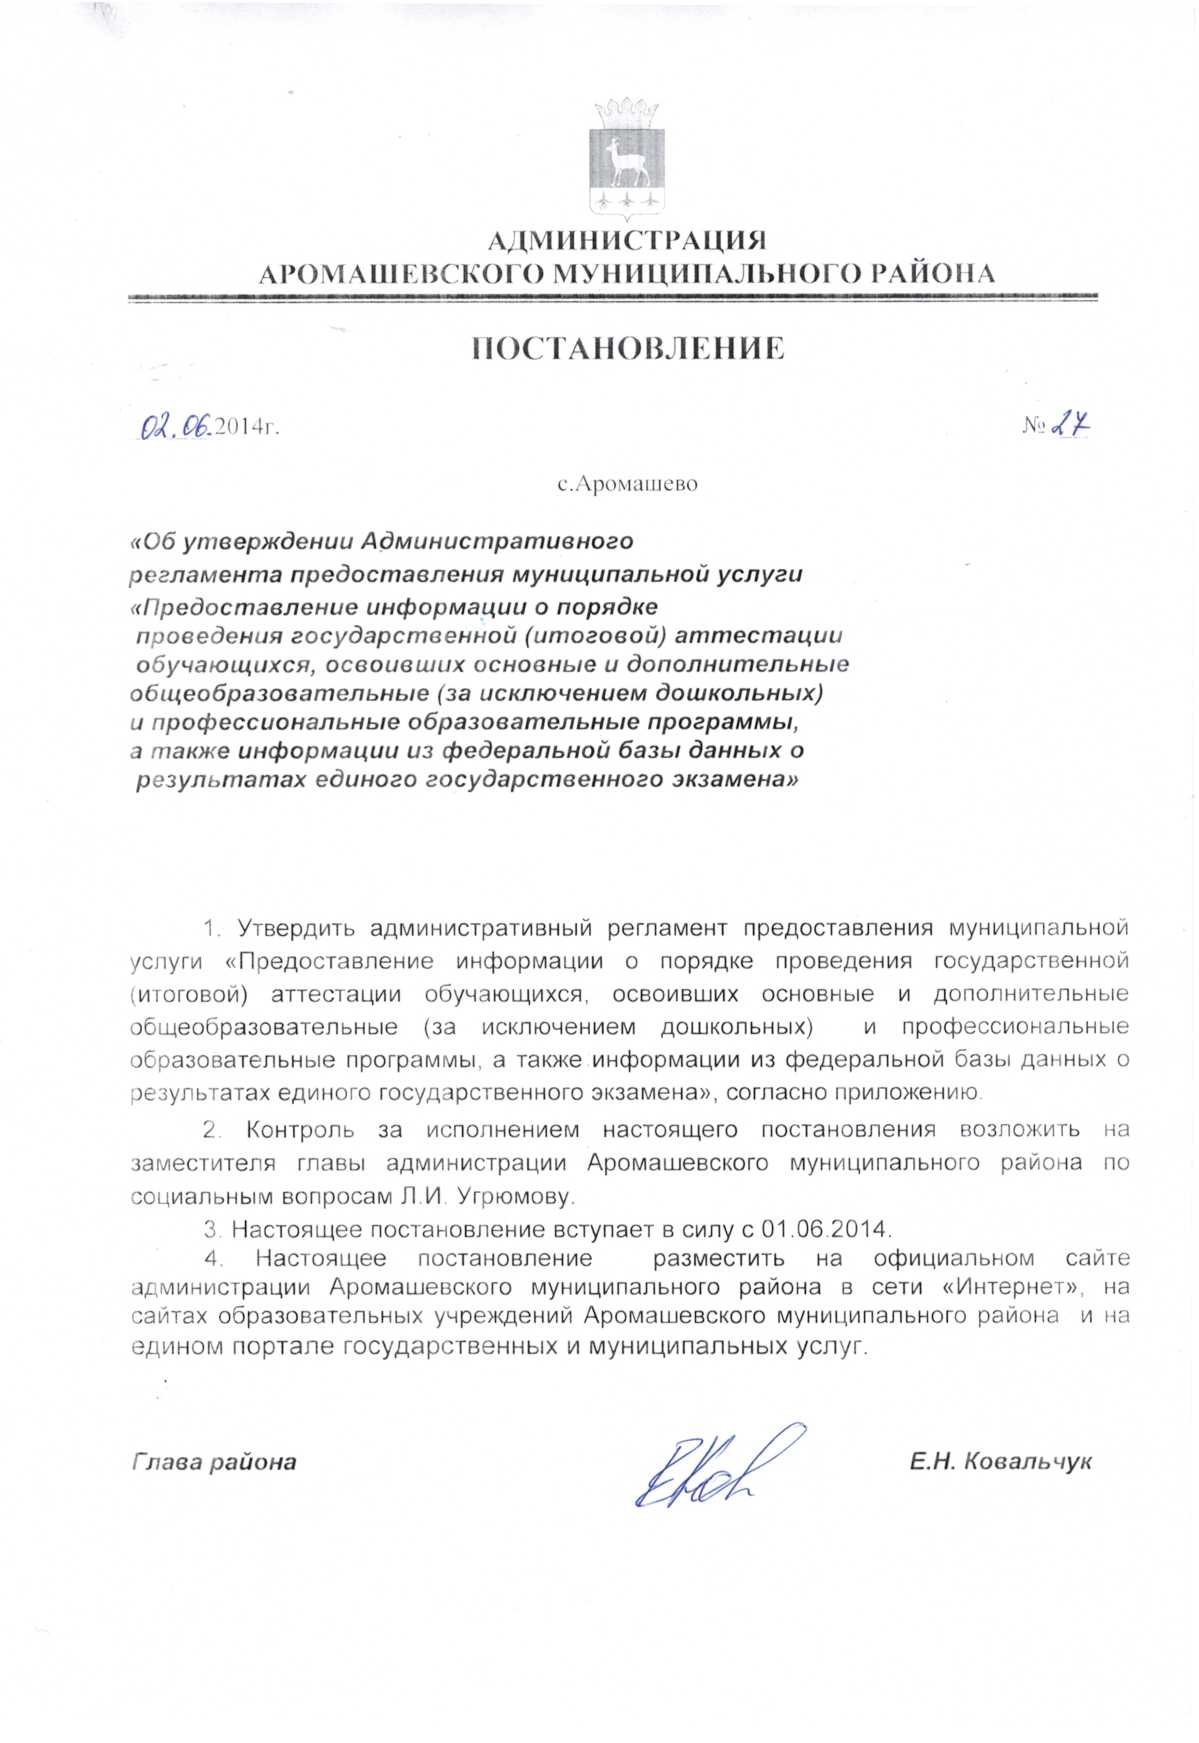 АДМИНИСТРАЦИЯ
АРОМАШЕВСКОГО МУНИЦИПАЛЬНОГО РАЙОНА
ПОСТАНОВЛЕНИЕ
02.06.2014г. № 27
с.Аромашево
«Об утверждении Административного
регламента предоставления муниципальной услуги
«Предоставление информации о порядке
проведения государственной (итоговой) аттестации
обучающихся, освоивших основные и дополнительные
общеобразовательные (за исключением дошкольных)
и профессиональные образовательные программы,
а также информации из федеральной базы данных о
результатах единого государственного экзамена»
1. Утвердить административный регламент предоставления муниципальной
услуги «Предоставление информации о порядке проведения государственной
(итоговой) аттестации обучающихся, освоивших основные и дополнительные
общеобразовательные (за исключением дошкольных) и профессиональные
образовательные программы, а также информации из федеральной базы данных о
результатах единого государственного экзамена», согласно приложению.
2. Контроль за исполнением настоящего постановления возложить на
заместителя главы администрации Аромашевского муниципального района по
социальным вопросам Л.И. Угрюмову.
3. Настоящее постановление вступает в силу с 01.06.2014.
4. Настоящее постановление разместить на официальном сайте
администрации Аромашевского муниципального района в сети «Интернет», на
сайтах образовательных учреждений Аромашевского муниципального района и на
едином портале государственных и муниципальных услуг.
Глава района Е.Н. Ковальчук